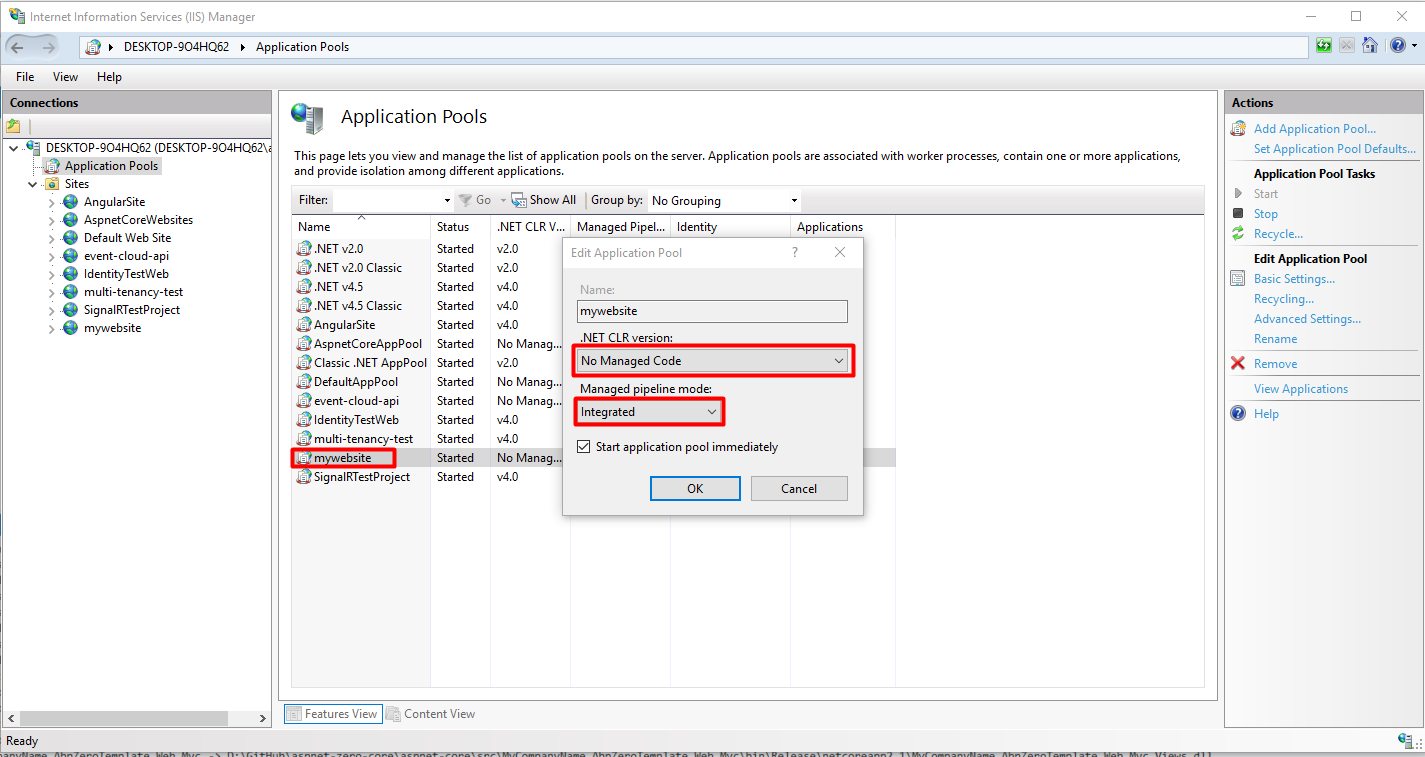 Internet Information Services (IIS) Manager
DESKTOP-9O4HQ62 Application Pools
File View Help
Connections
DESKTOP-9O4HQ62 (DESKTOP-9O4HQ62\a
Application Pools
Sites
AngularSite
AspnetCoreWebsites
Default Web Site
event-cloud-api
IdentityTestWeb
multi-tenancy-test
SignalRTestProject
mywebsite
Application Pools
This page lets you view and manage the list of application pools on the server. Application pools are associated with worker processes, contain one or more applications,
and provide isolation among different applications.
Filter: Go Show All Group by: No Grouping
Name Status .NET CLR V... Managed Pipel... Identity Applications
.NET v2.0 Started v2.0
.NET v2.0 Classic Started v2.0
.NET v4.5 Started v4.0
.NET v4.5 Classic Started v4.0
AngularSite Started v4.0
AspnetCoreAppPool Started No Manag...
Classic .NET AppPool Started v2.0
DefaultAppPool Started No Manag...
event-cloud-api Started No Manag...
IdentityTestWeb Started v4.0
multi-tenancy-test Started v4.0
mywebsite Started No Manag...
SignalRTestProject Started v4.0
Edit Application Pool ?
Name:
mywebsite
.NET CLR version:
No Managed Code
Managed pipeline mode:
Integrated
Start application pool immediately
OK Cancel
Features View Content View
Actions
Add Application Pool...
Set Application Pool Defaults...
Application Pool Tasks
Start
Stop
Recycle...
Edit Application Pool
Basic Settings...
Recycling...
Advanced Settings...
Rename
Remove
View Applications
Help
Ready